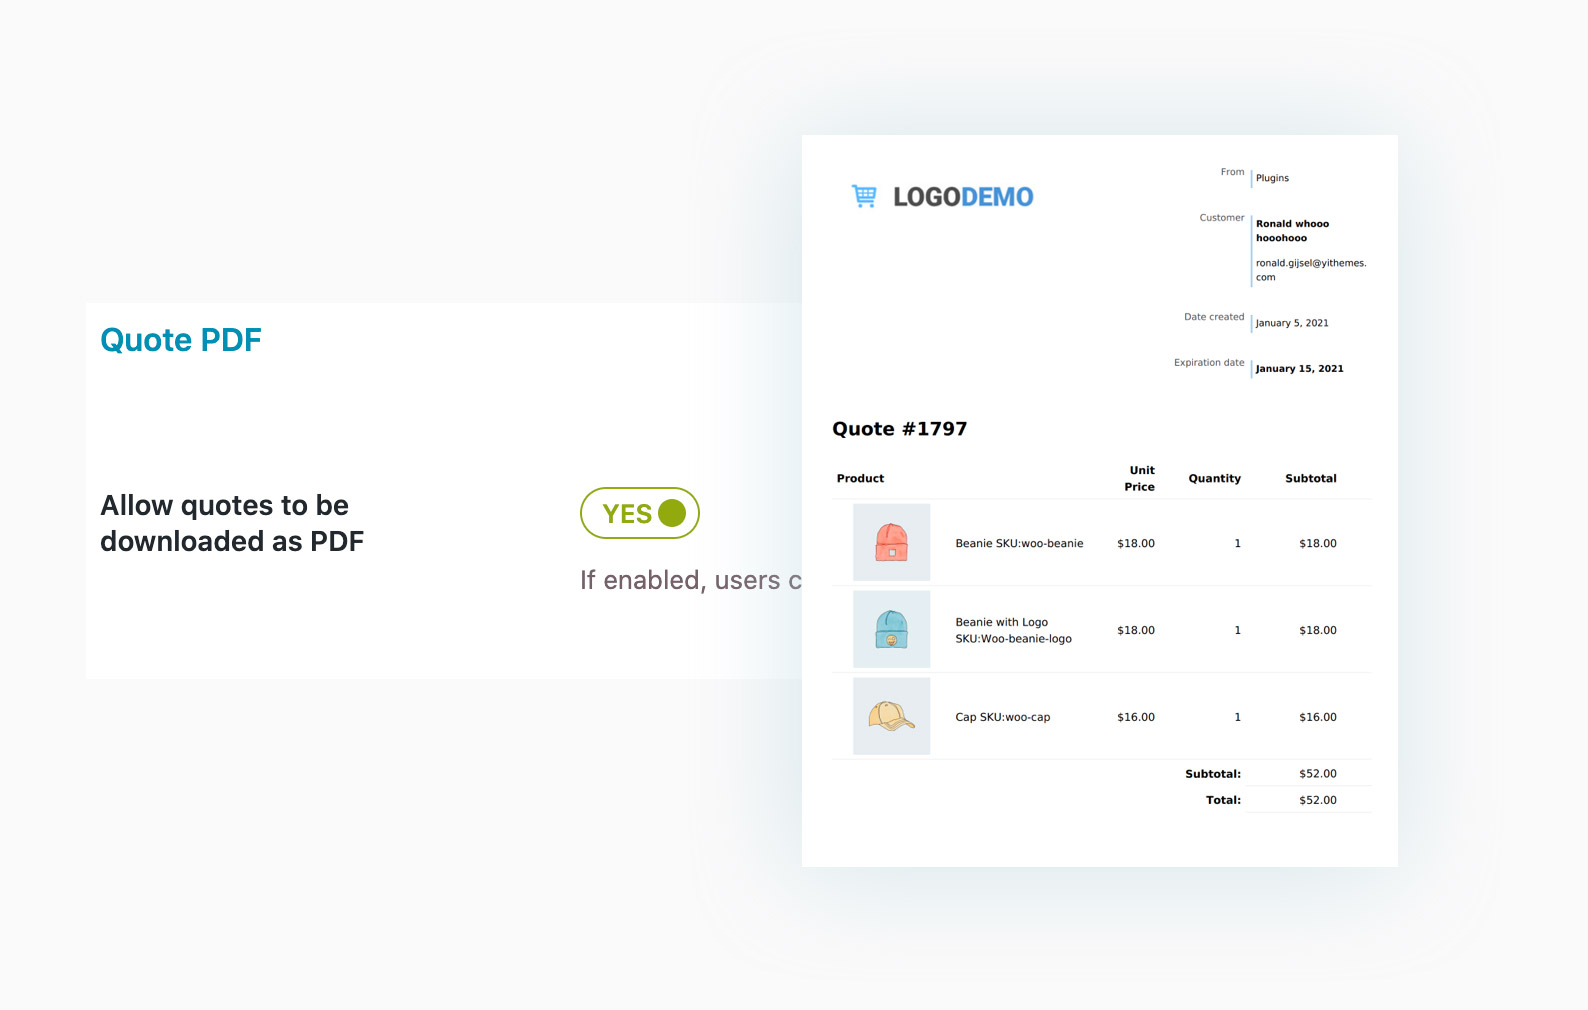 Quote PDF
Allow quotes to be
downloaded as PDF
YES
If enabled, users c
LOGODEMO
From
Plugins
Customer
Ronald whooo
hooohooo
ronald.gijsel@yithemes.
com
Date created
January 5, 2021
Expiration date
January 15, 2021
Quote #1797
Product Unit Price Quantity Subtotal
Beanie SKU:woo-beanie $18.00 1 $18.00
Beanie with Logo
SKU:Woo-beanie-logo $18.00 1 $18.00
Cap SKU:woo-cap $16.00 1 $16.00
Subtotal: $52.00
Total: $52.00